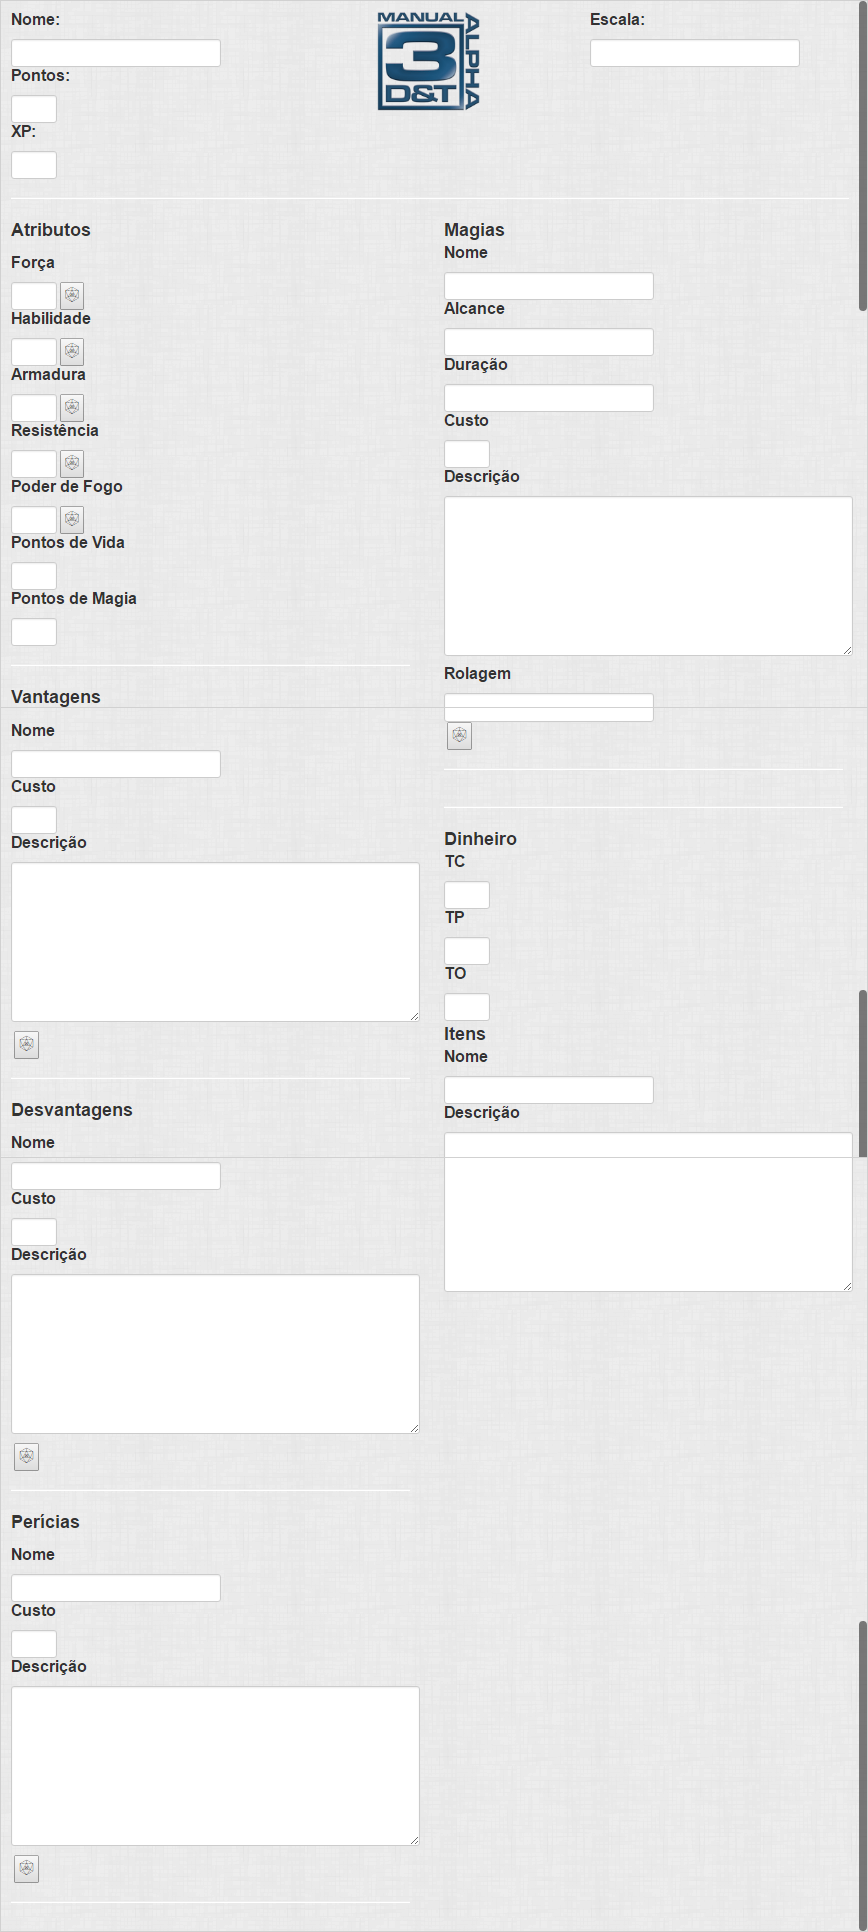 Nome:
MANUAL
3
D&T
ALPHA
Escala:
Pontos:
XP:
Atributos
Força
Habilidade
Armadura
Resistência
Poder de Fogo
Pontos de Vida
Pontos de Magia
Vantagens
Nome
Custo
Descrição
Desvantagens
Nome
Custo
Descrição
Perícias
Nome
Custo
Descrição
Magias
Nome
Alcance
Duração
Custo
Descrição
Rolagem
Dinheiro
TC
TP
TO
Itens
Nome
Descrição